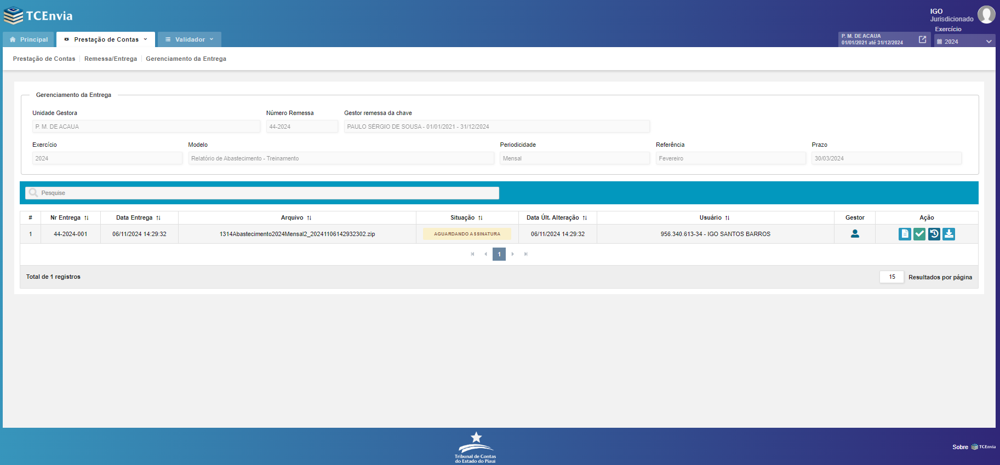 TCEnvia
IGO
Jurisdicionado
Exercício
Principal
Prestação de Contas
Validador
P. M. DE ACAUA
01/01/2021 até 31/12/2024
2024
Prestação de Contas
Remessa/Entrega
Gerenciamento da Entrega
Gerenciamento da Entrega
Unidade Gestora
Número Remessa
Gestor remessa da chave
P. M. DE ACAUA
44-2024
PAULO SÉRGIO DE SOUSA - 01/01/2021 - 31/12/2024
Exercício
Modelo
Periodicidade
Referência
Prazo
2024
Relatório de Abastecimento - Treinamento
Mensal
Fevereiro
30/03/2024
Pesquise
# Nr Entrega Data Entrega Arquivo Situação Data Últ. Alteração Usuário Gestor Ação
1 44-2024-001 06/11/2024 14:29:32 1314Abastecimento2024Mensal2_20241106142932302.zip AGUARDANDO ASSINATURA 06/11/2024 14:29:32 956.340.613-34 - IGO SANTOS BARROS
1
Total de 1 registros
15 Resultados por página
Tribunal de Contas
do Estado do Piauí
Sobre TCEnvia